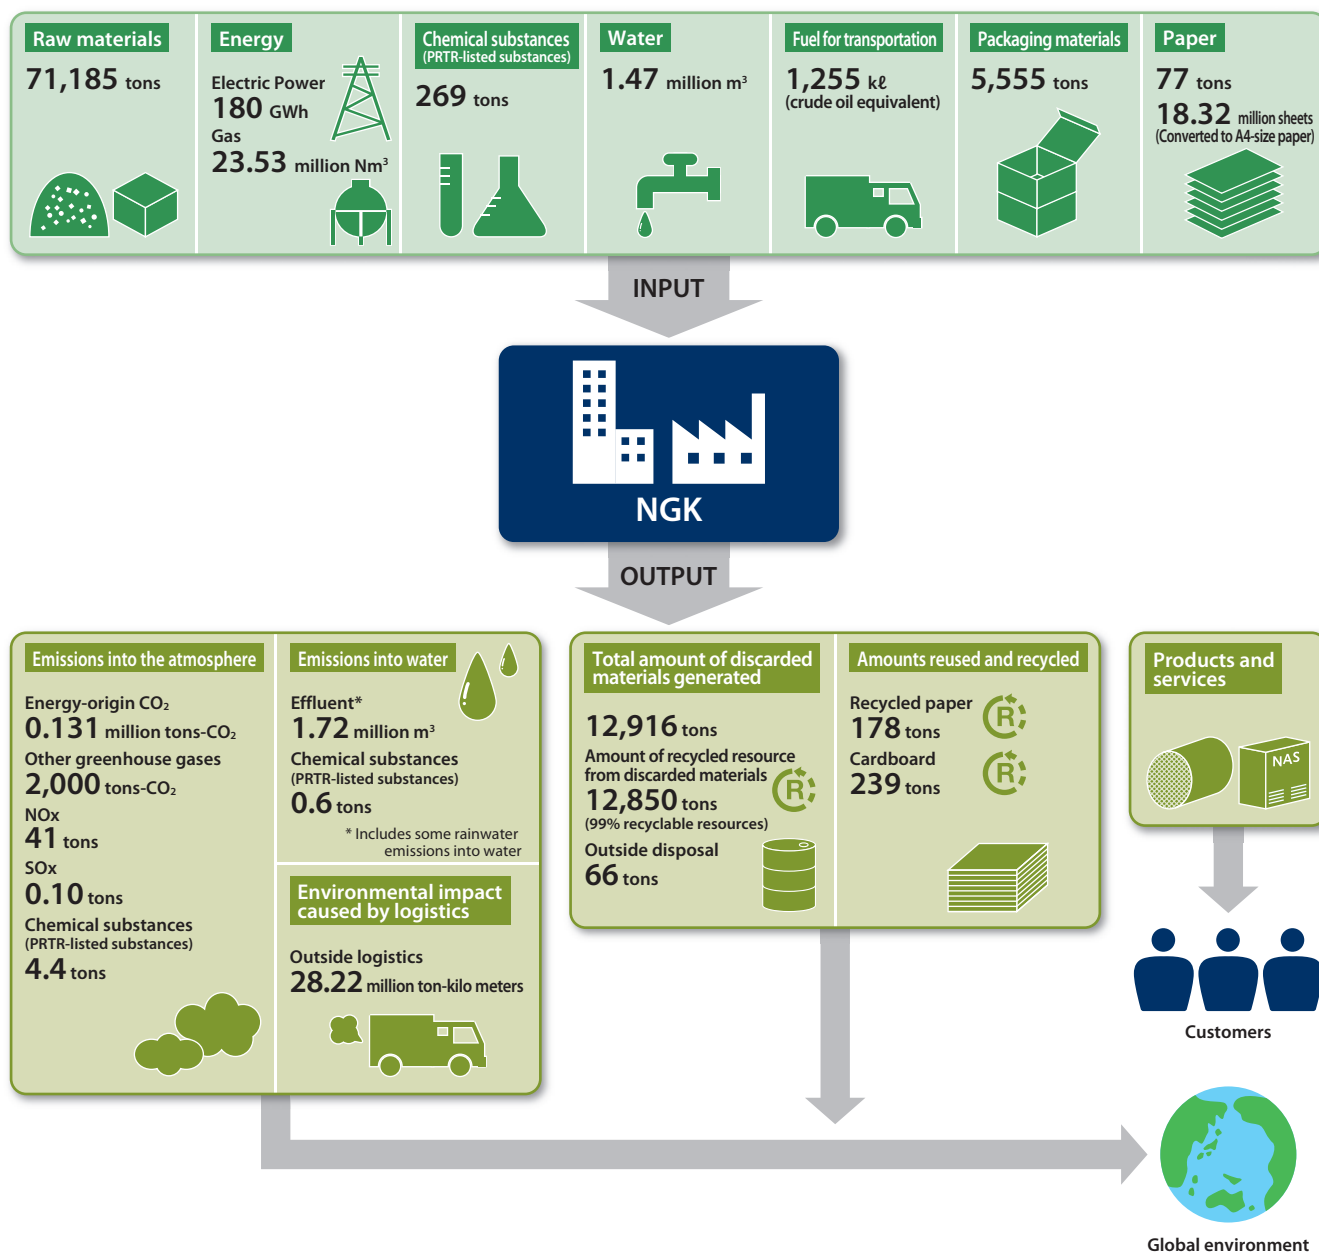 Raw materials
71,185 tons
Energy
Electric Power
180 GWh
Gas
23.53 million Nm³
Chemical substances
(PRTR-listed substances)
269 tons
Water
1.47 million m³
Fuel for transportation
1,255 kℓ
(crude oil equivalent)
Packaging materials
5,555 tons
Paper
77 tons
18.32 million sheets
(Converted to A4-size paper)
INPUT
NGK
OUTPUT
Emissions into the atmosphere
Energy-origin CO₂
0.131 million tons-CO₂
Other greenhouse gases
2,000 tons-CO₂
NOx
41 tons
SOx
0.10 tons
Chemical substances
(PRTR-listed substances)
4.4 tons
Emissions into water
Effluent*
1.72 million m³
Chemical substances
(PRTR-listed substances)
0.6 tons
* Includes some rainwater
emissions into water
Environmental impact
caused by logistics
Outside logistics
28.22 million ton-kilo meters
Total amount of discarded
materials generated
12,916 tons
Amount of recycled resource
from discarded materials
12,850 tons
(99% recyclable resources)
R
Outside disposal
66 tons
Amounts reused and recycled
Recycled paper
178 tons
R
Cardboard
239 tons
R
Products and
services
NAS
Customers
Global environment